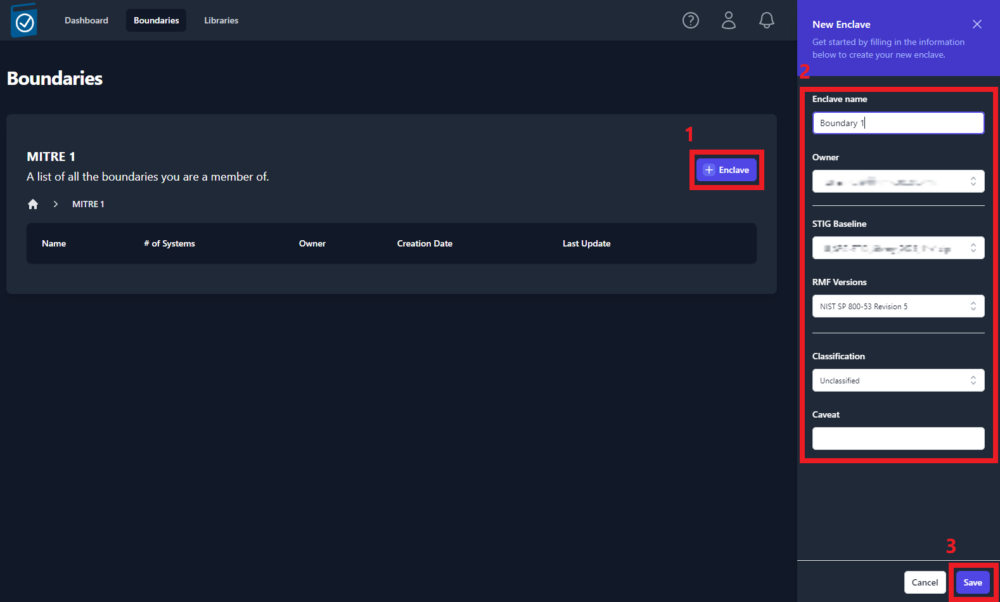 Dashboard
Boundaries
Libraries
?
Boundaries
MITRE 1
A list of all the boundaries you are a member of.
1
Enclave
MITRE 1
Name
# of Systems
Owner
Creation Date
Last Update
New Enclave
Get started by filling in the information
below to create your new enclave.
2
Enclave name
Boundary 1
Owner
STIG Baseline
RMF Versions
NIST SP 800-53 Revision 5
Classification
Unclassified
Caveat
3
Cancel
Save